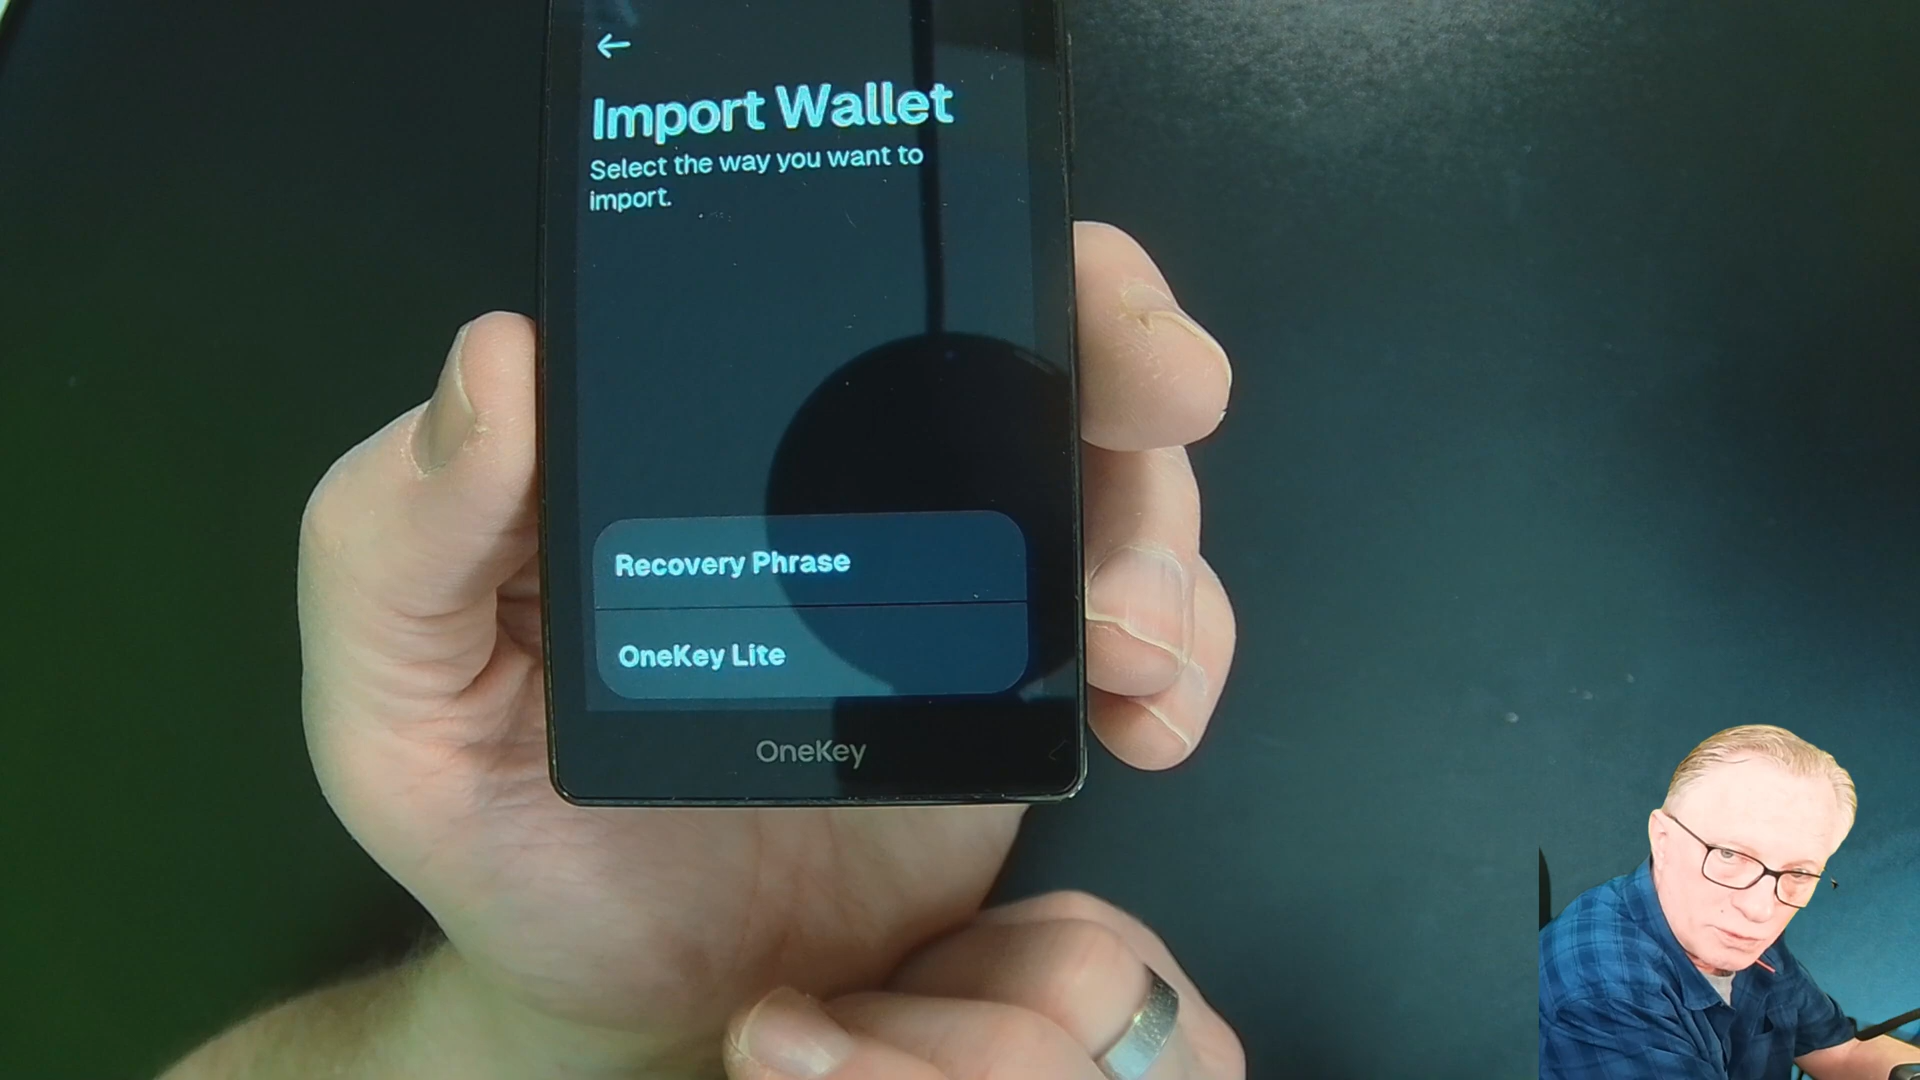 Import Wallet
Select the way you want to
import.
Recovery Phrase
OneKey Lite
OneKey